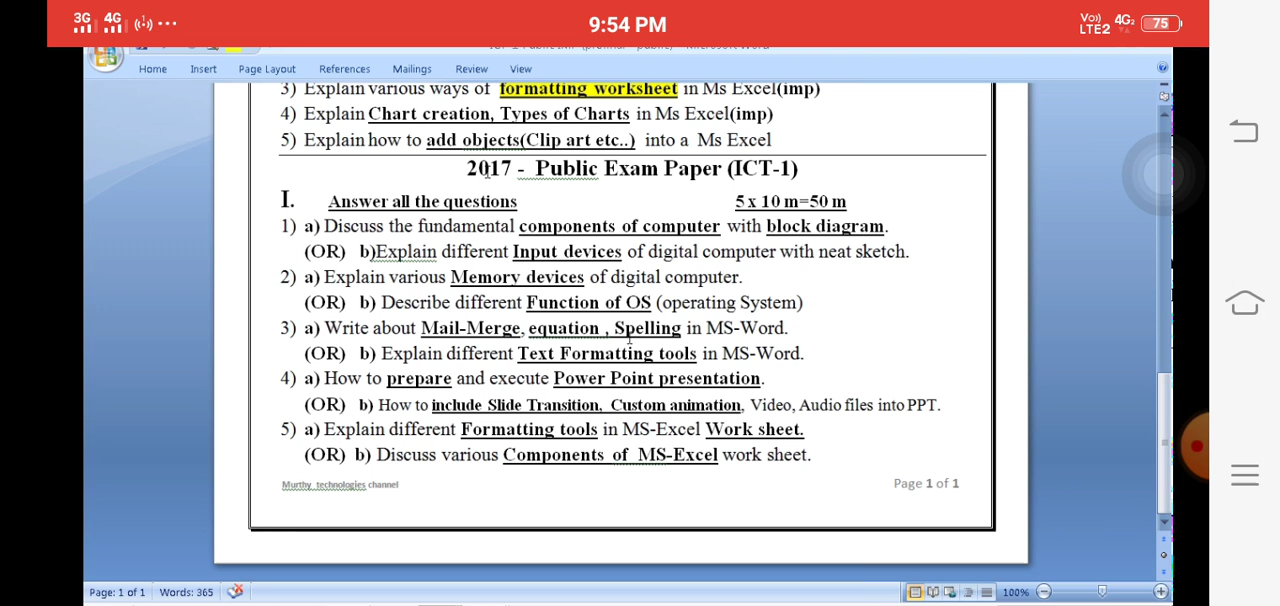 3G 4G 9:54 PM Vo) LTE2 4G2 75
Home Insert Page Layout References Mailings Review View
3) Explain various ways of formatting worksheet in Ms Excel(imp)
4) Explain Chart creation, Types of Charts in Ms Excel(imp)
5) Explain how to add objects(Clip art etc..) into a Ms Excel
2017 - Public Exam Paper (ICT-1)
I. Answer all the questions 5 x 10 m=50 m
1) a) Discuss the fundamental components of computer with block diagram.
(OR) b)Explain different Input devices of digital computer with neat sketch.
2) a) Explain various Memory devices of digital computer.
(OR) b) Describe different Function of OS (operating System)
3) a) Write about Mail-Merge, equation , Spelling in MS-Word.
(OR) b) Explain different Text Formatting tools in MS-Word.
4) a) How to prepare and execute Power Point presentation.
(OR) b) How to include Slide Transition, Custom animation, Video, Audio files into PPT.
5) a) Explain different Formatting tools in MS-Excel Work sheet.
(OR) b) Discuss various Components of MS-Excel work sheet.
Murthy technologies channel Page 1 of 1
Page: 1 of 1 Words: 365 100%